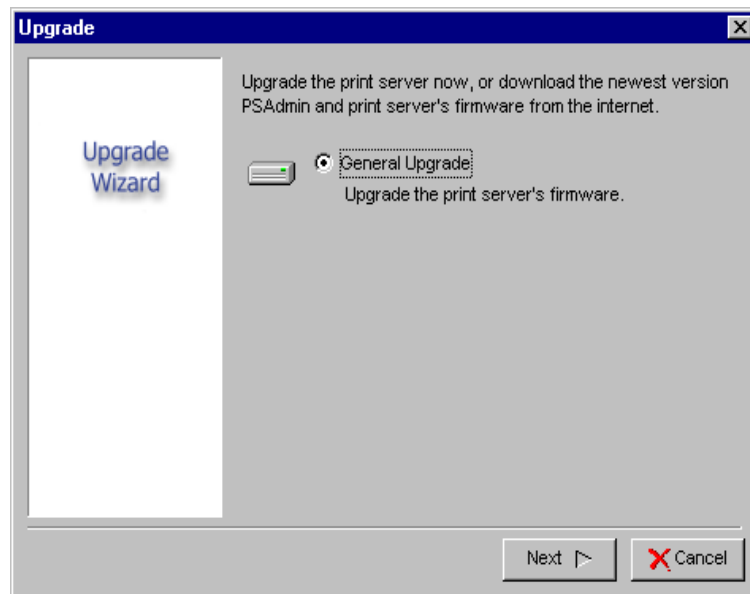 Upgrade
Upgrade the print server now, or download the newest version
PSAdmin and print server's firmware from the internet.
Upgrade
Wizard
General Upgrade
Upgrade the print server's firmware.
Next
Cancel